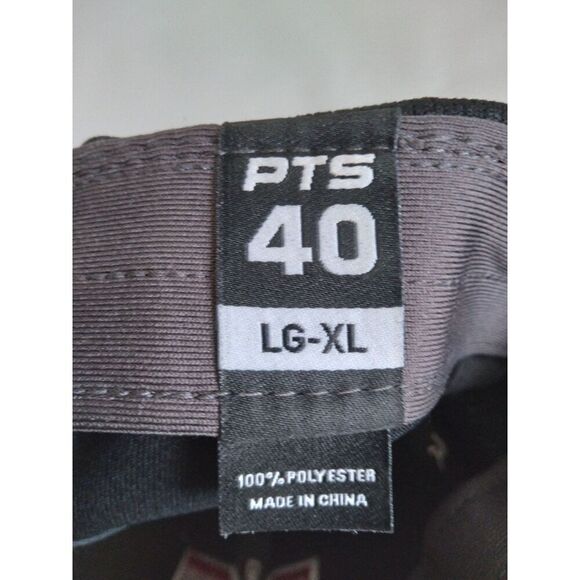 PTS
40
LG-XL
100% POLYESTER
MADE IN CHINA